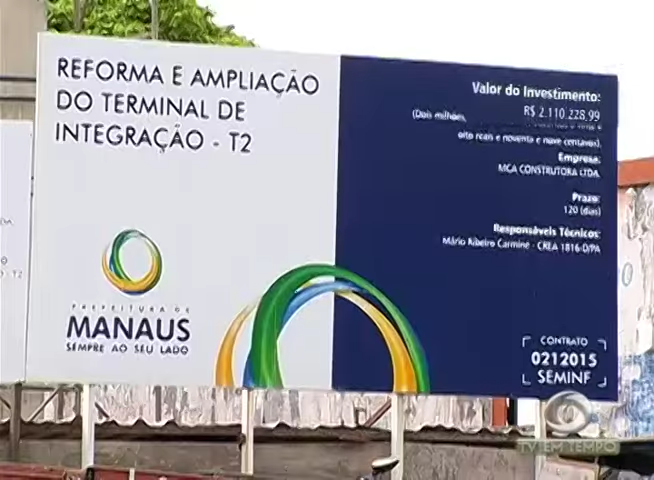 REFORMA E AMPLIAÇÃO
DO TERMINAL DE
INTEGRAÇÃO - T2
PREFEITURA DE
MANAUS
SEMPRE AO SEU LADO
Valor do Investimento:
R$ 2.110.228,99
(Dois milhões,
oito reais e noventa e nove centavos).
Empresa:
MCA CONSTRUTORA LTDA.
Prazo:
120 (dias)
Responsáveis Técnicos:
Mário Ribeiro Carmine - CREA 1816-D/PA
CONTRATO
0212015
SEMINF
TV EM TEMPO